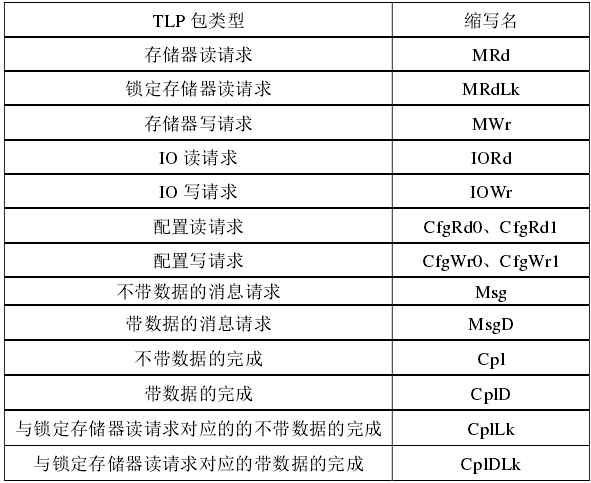 TLP 包类型 缩写名
存储器读请求 MRd
锁定存储器读请求 MRdLk
存储器写请求 MWr
IO 读请求 IORd
IO 写请求 IOWr
配置读请求 CfgRd0、CfgRd1
配置写请求 CfgWr0、CfgWr1
不带数据的消息请求 Msg
带数据的消息请求 MsgD
不带数据的完成 Cpl
带数据的完成 CplD
与锁定存储器读请求对应的的不带数据的完成 CplLk
与锁定存储器读请求对应的带数据的完成 CplDLk